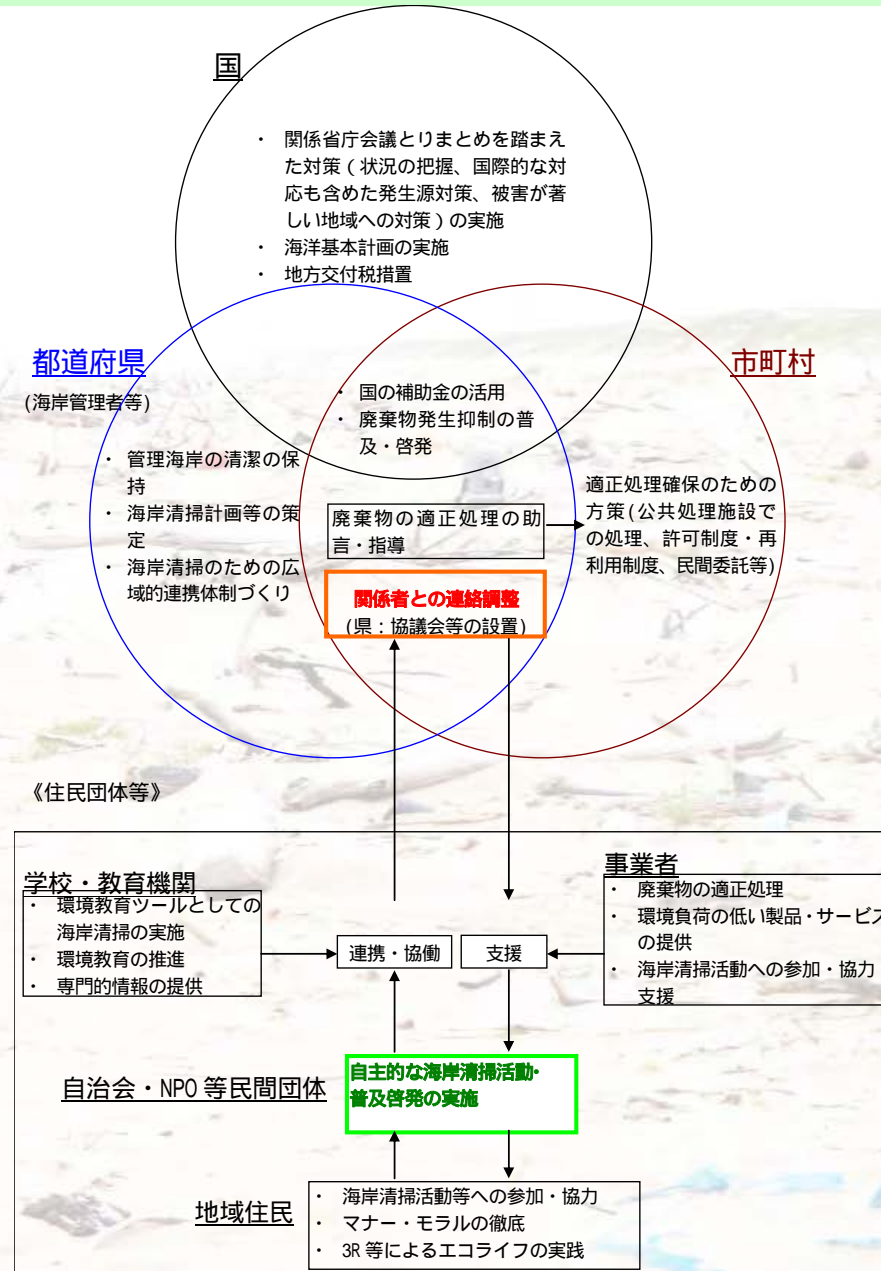 国
・ 関係省庁会議とりまとめを踏まえ
た対策(状況の把握、国際的な対
応も含めた発生源対策、被害が著
しい地域への対策)の実施
・ 海洋基本計画の実施
・ 地方交付税措置
都道府県
(海岸管理者等)
市町村
・ 国の補助金の活用
・ 廃棄物発生抑制の普
及・啓発
・ 管理海岸の清潔の保
持
・ 海岸清掃計画等の策
定
・ 海岸清掃のための広
域的連携体制づくり
廃棄物の適正処理の助
言・指導
適正処理確保のための
方策(公共処理施設で
の処理、許可制度・再
利用制度、民間委託等)
関係者との連絡調整
(県:協議会等の設置)
《住民団体等》
学校・教育機関
・ 環境教育ツールとしての
海岸清掃の実施
・ 環境教育の推進
・ 専門的情報の提供
連携・協働
支援
事業者
・ 廃棄物の適正処理
・ 環境負荷の低い製品・サービス
の提供
・ 海岸清掃活動への参加・協力
支援
自治会・NPO 等民間団体
自主的な海岸清掃活動・
普及啓発の実施
地域住民
・ 海岸清掃活動等への参加・協力
・ マナー・モラルの徹底
・ 3R 等によるエコライフの実践